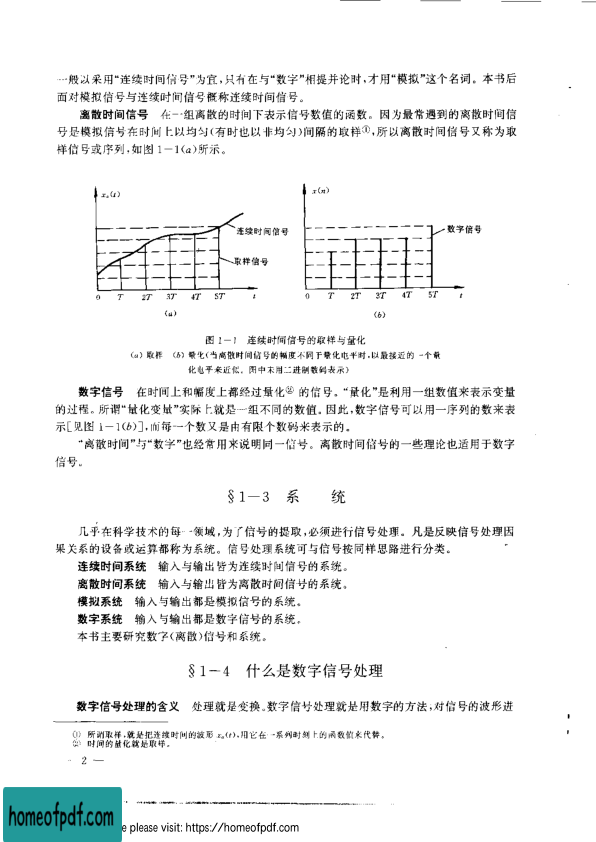 一般以采用“连续时间信号”为宜,只有在与“数字”相提并论时,才用“模拟”这个名词。本书后
面对模拟信号与连续时间信号概称连续时间信号。
离散时间信号 在一组离散的时间下表示信号数值的函数。因为最常遇到的离散时间信
号是模拟信号在时间上以均匀(有时也以非均匀)间隔的取样①,所以离散时间信号又称为取
样信号或序列,如图1-1(a)所示。
xₐ(t)
连续时间信号
取样信号
0 T 2T 3T 4T 5T t
(a)
x(n)
数字信号
0 T 2T 3T 4T 5T t
(b)
图 1-1 连续时间信号的取样与量化
(a) 取样 (b) 量化(当离散时间信号的幅度不同于量化电平时,以最接近的一个量
化电平来近似。图中未用二进制数码表示)
数字信号 在时间上和幅度上都经过量化② 的信号。“量化”是利用一组数值来表示变量
的过程。所谓“量化变量”实际上就是一组不同的数值。因此,数字信号可以用一序列的数来表
示[见图1-1(b)],而每一个数又是由有限个数码来表示的。
“离散时间”与“数字”也经常用来说明同一信号。离散时间信号的一些理论也适用于数字
信号。
§1-3 系 统
几乎在科学技术的每一领域,为了信号的提取,必须进行信号处理。凡是反映信号处理因
果关系的设备或运算都称为系统。信号处理系统可与信号按同样思路进行分类。
连续时间系统 输入与输出皆为连续时间信号的系统。
离散时间系统 输入与输出皆为离散时间信号的系统。
模拟系统 输入与输出都是模拟信号的系统。
数字系统 输入与输出都是数字信号的系统。
本书主要研究数字(离散)信号和系统。
§1-4 什么是数字信号处理
数字信号处理的含义 处理就是变换。数字信号处理就是用数字的方法,对信号的波形进
① 所谓取样,就是把连续时间的波形 xₐ(t),用它在一系列时刻上的函数值来代替。
② 时间的量化就是取样。
2 —
homeofpdf.com
e please visit: https://homeofpdf.com